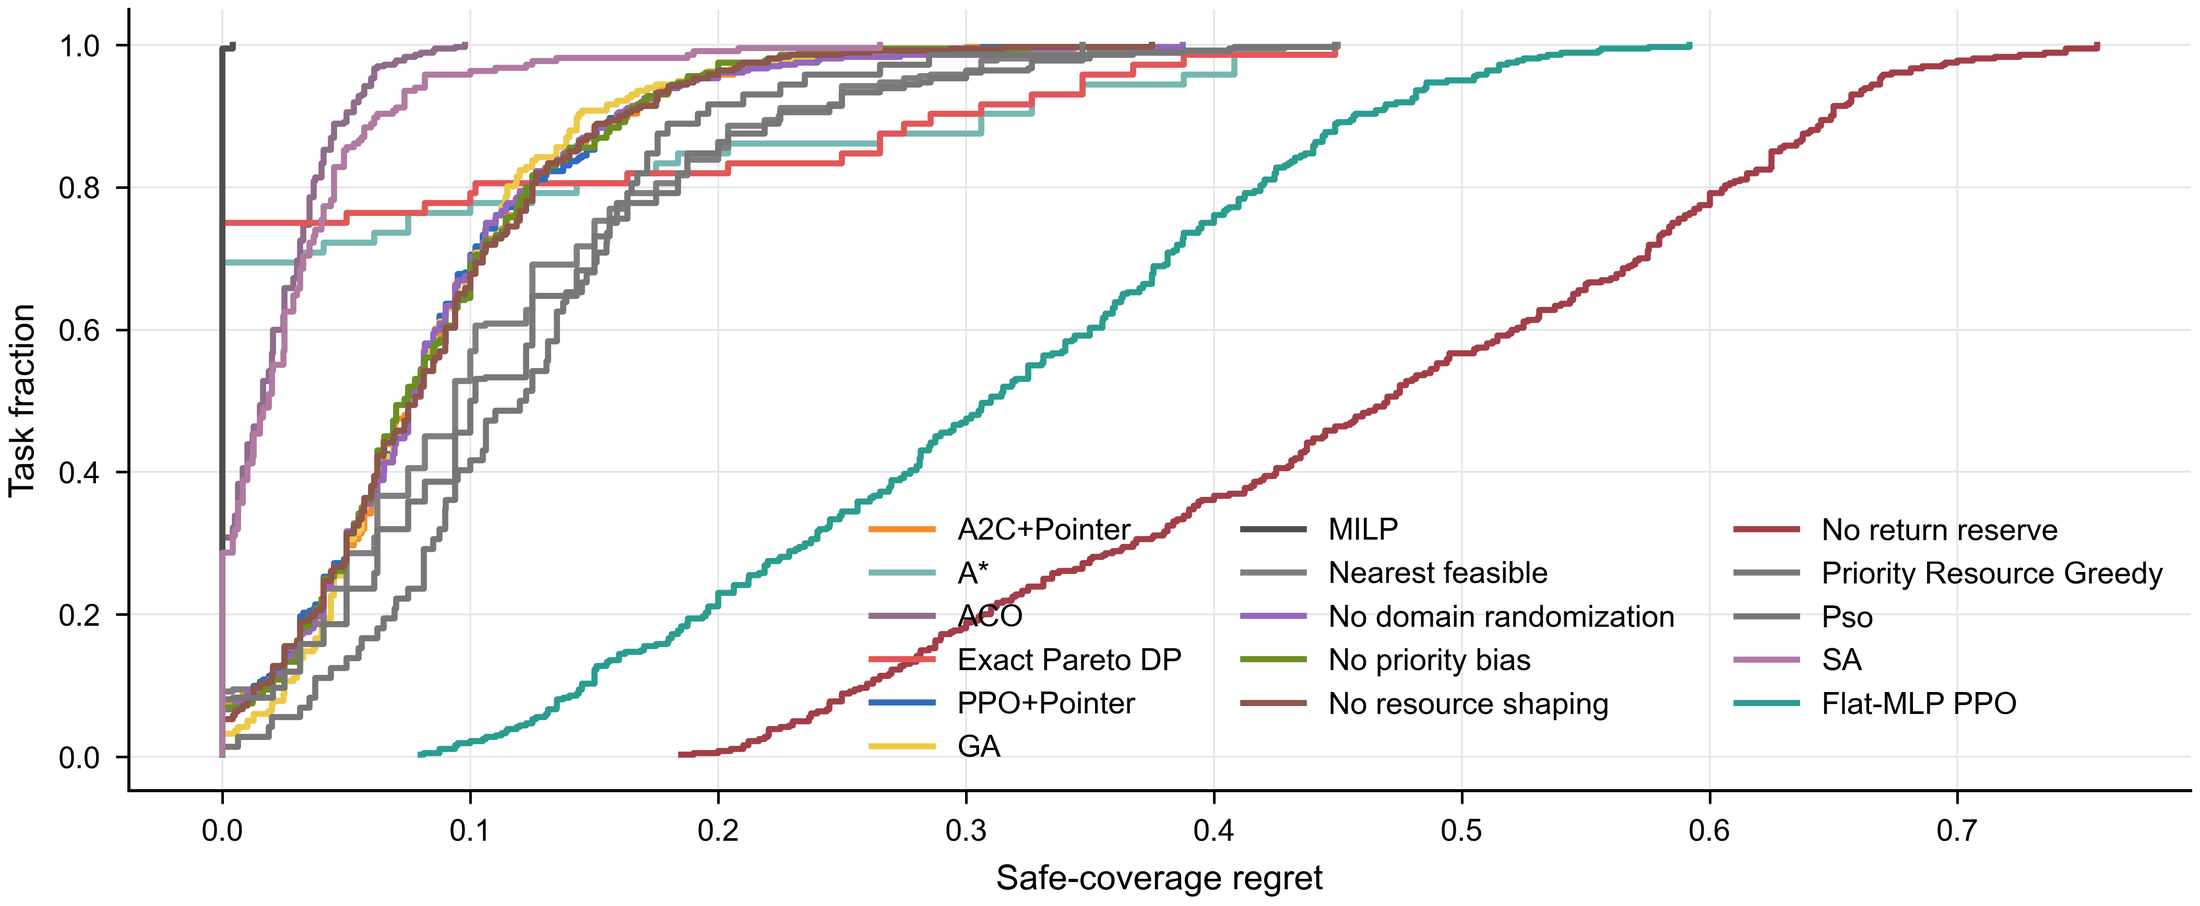 1.0
0.8
0.6
0.4
0.2
0.0
Task fraction
0.0 0.1 0.2 0.3 0.4 0.5 0.6 0.7
Safe-coverage regret
A2C+Pointer
A*
ACO
Exact Pareto DP
PPO+Pointer
GA
MILP
Nearest feasible
No domain randomization
No priority bias
No resource shaping
No return reserve
Priority Resource Greedy
Pso
SA
Flat-MLP PPO